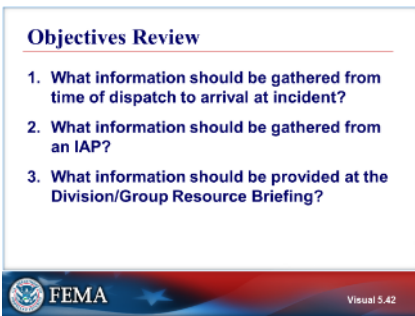 Objectives Review
1. What information should be gathered from
time of dispatch to arrival at incident?
2. What information should be gathered from
an IAP?
3. What information should be provided at the
Division/Group Resource Briefing?
FEMA
Visual 5.42